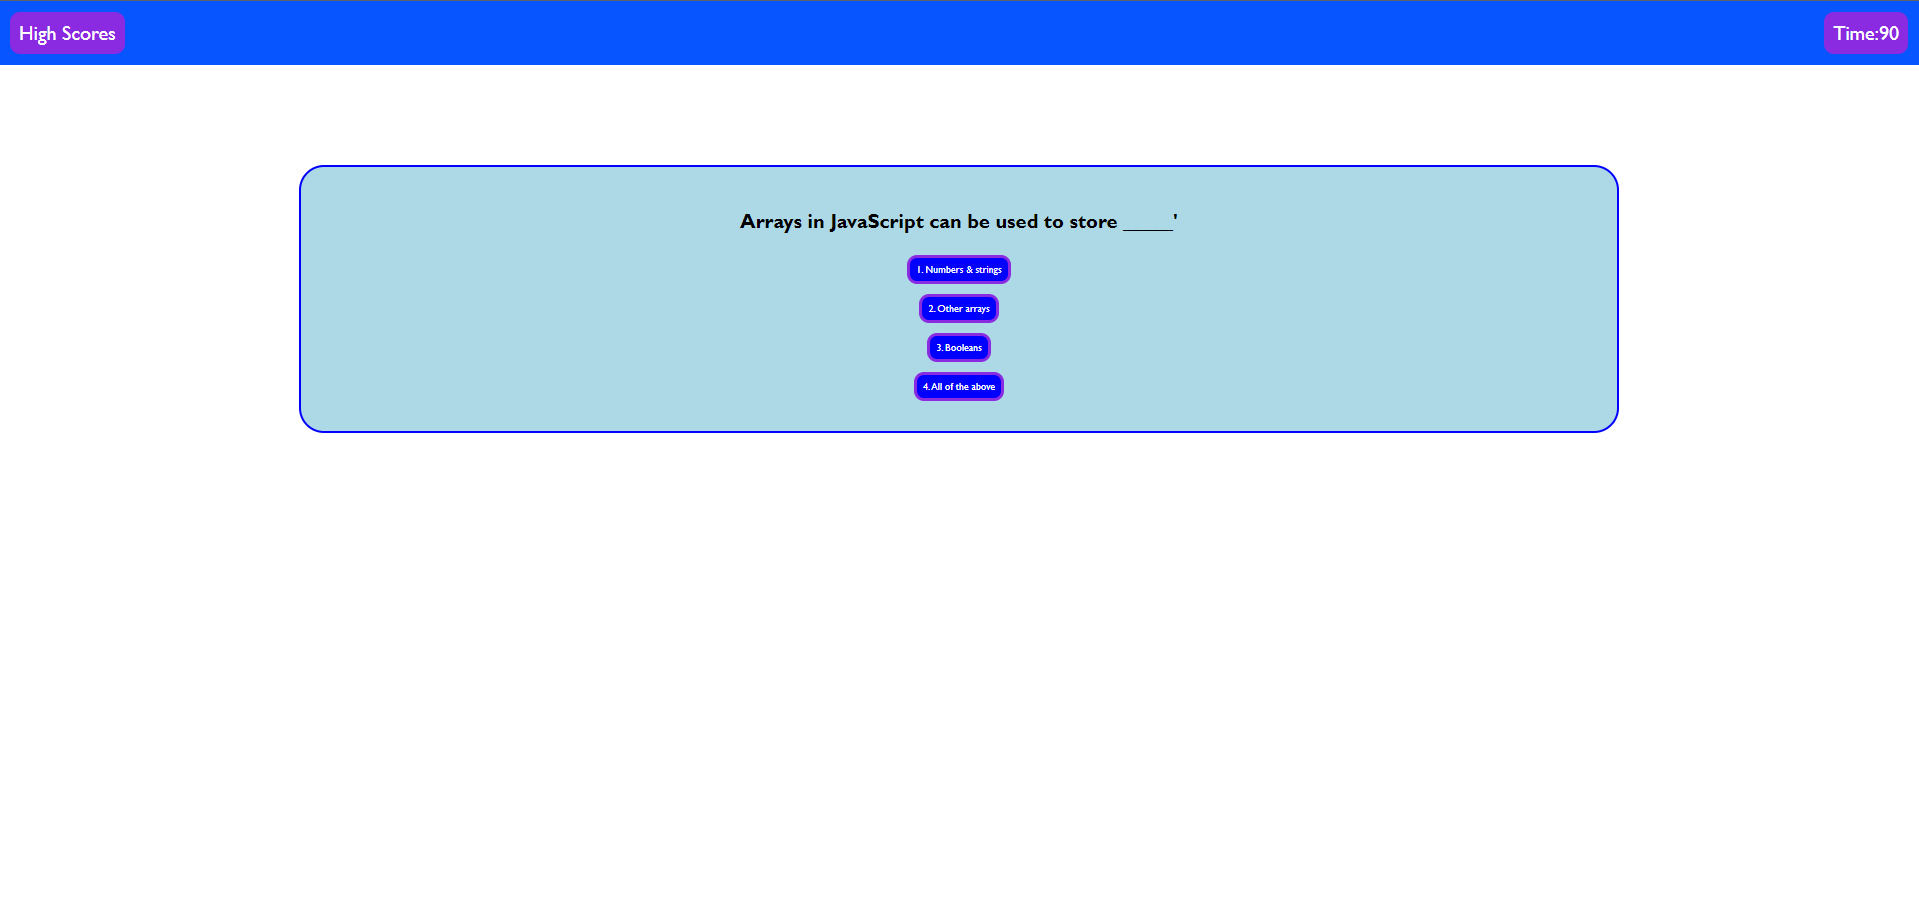 High Scores
Time:90
Arrays in JavaScript can be used to store _____'
1. Numbers & strings
2. Other arrays
3. Booleans
4. All of the above